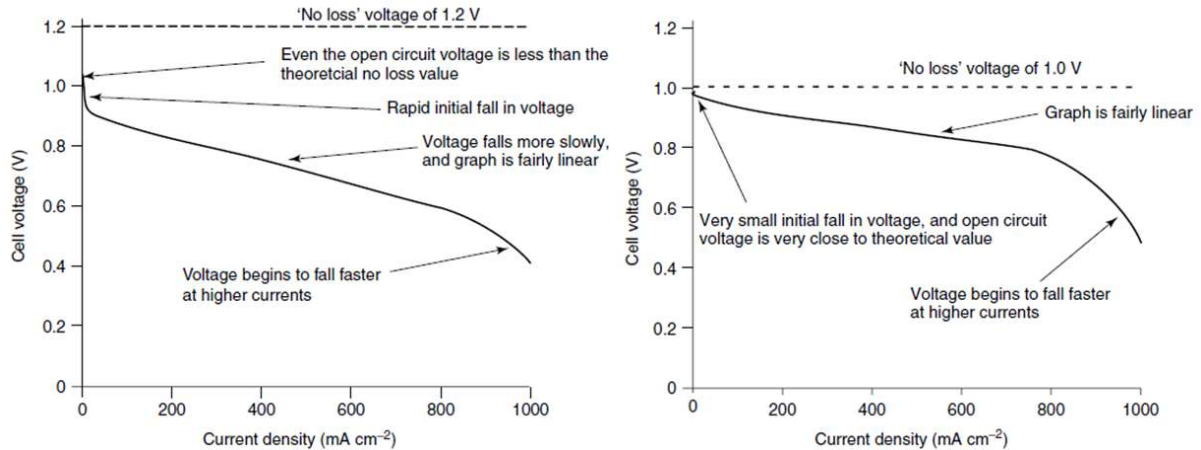 'No loss' voltage of 1.2 V
1.2
Even the open circuit voltage is less than the
theoretcial no loss value
1.0
Rapid initial fall in voltage
Voltage falls more slowly,
and graph is fairly linear
0.8
Cell voltage (V)
0.6
0.4
Voltage begins to fall faster
at higher currents
0.2
0
0 200 400 600 800 1000
Current density (mA cm⁻²)
1.2
'No loss' voltage of 1.0 V
1.0
Graph is fairly linear
0.8
Cell voltage (V)
0.6
Very small initial fall in voltage, and open circuit
voltage is very close to theoretical value
0.4
Voltage begins to fall faster
at higher currents
0.2
0
0 200 400 600 800 1000
Current density (mA cm⁻²)